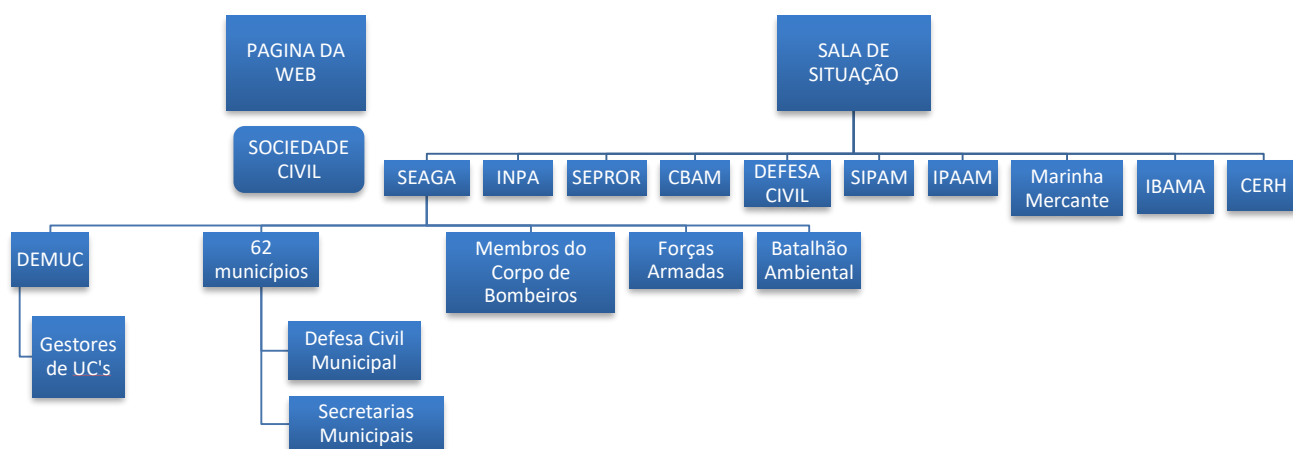 PAGINA DA
WEB
SALA DE
SITUAÇÃO
SOCIEDADE
CIVIL
SEAGA
INPA
SEPROR
CBAM
DEFESA
CIVIL
SIPAM
IPAAM
Marinha
Mercante
IBAMA
CERH
DEMUC
62
municípios
Membros do
Corpo de
Bombeiros
Forças
Armadas
Batalhão
Ambiental
Gestores
de UC's
Defesa Civil
Municipal
Secretarias
Municipais